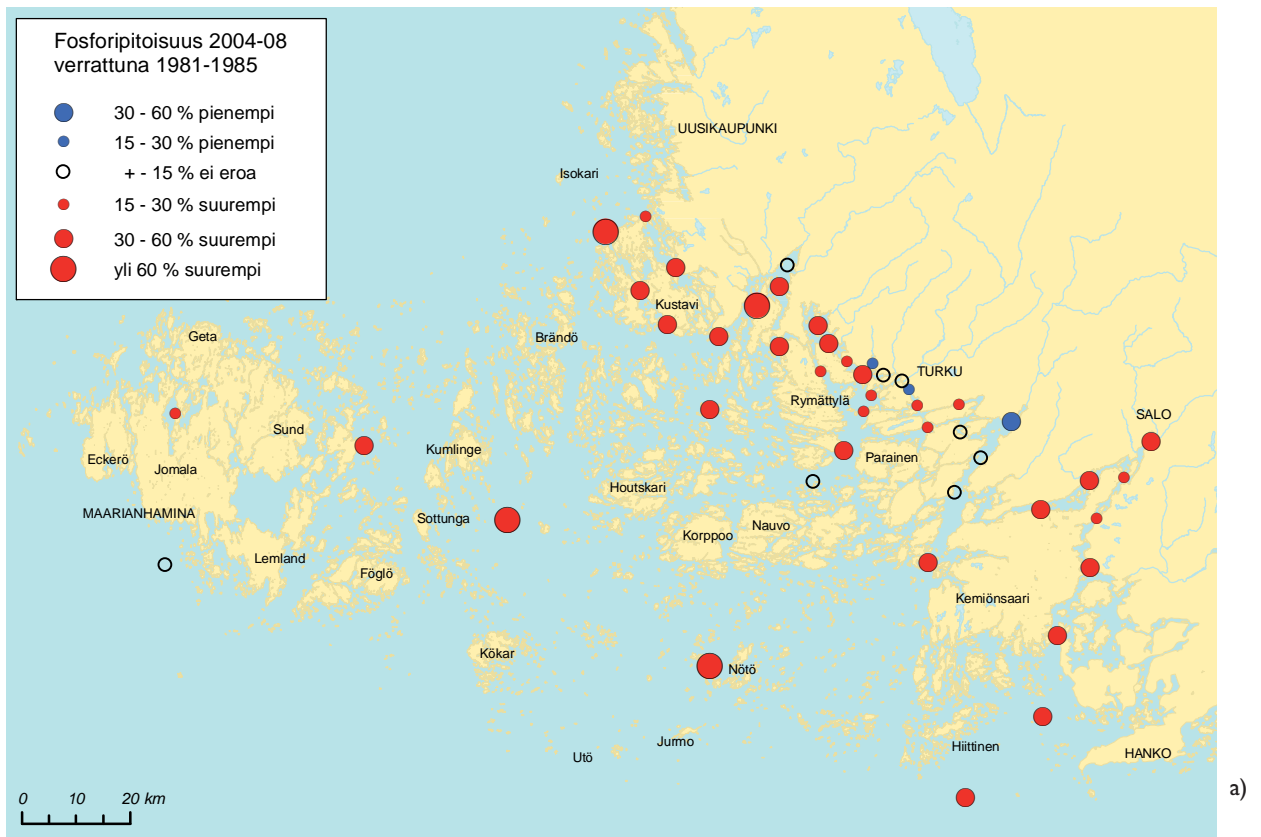 Fosforipitoisuus 2004-08
verrattuna 1981-1985
30 - 60 % pienempi
15 - 30 % pienempi
+ - 15 % ei eroa
15 - 30 % suurempi
30 - 60 % suurempi
yli 60 % suurempi
UUSIKAUPUNKI
Isokari
Kustavi
Geta
Brändö
TURKU
Rymättylä
SALO
Sund
Kumlinge
Eckerö
Jomala
Parainen
Houtskari
MAARIANHAMINA
Sottunga
Nauvo
Korppoo
Lemland
Föglö
Kemiönsaari
Kökar
Nötö
Jurmo
Hiittinen
Utö
HANKO
a)
0 10 20 km